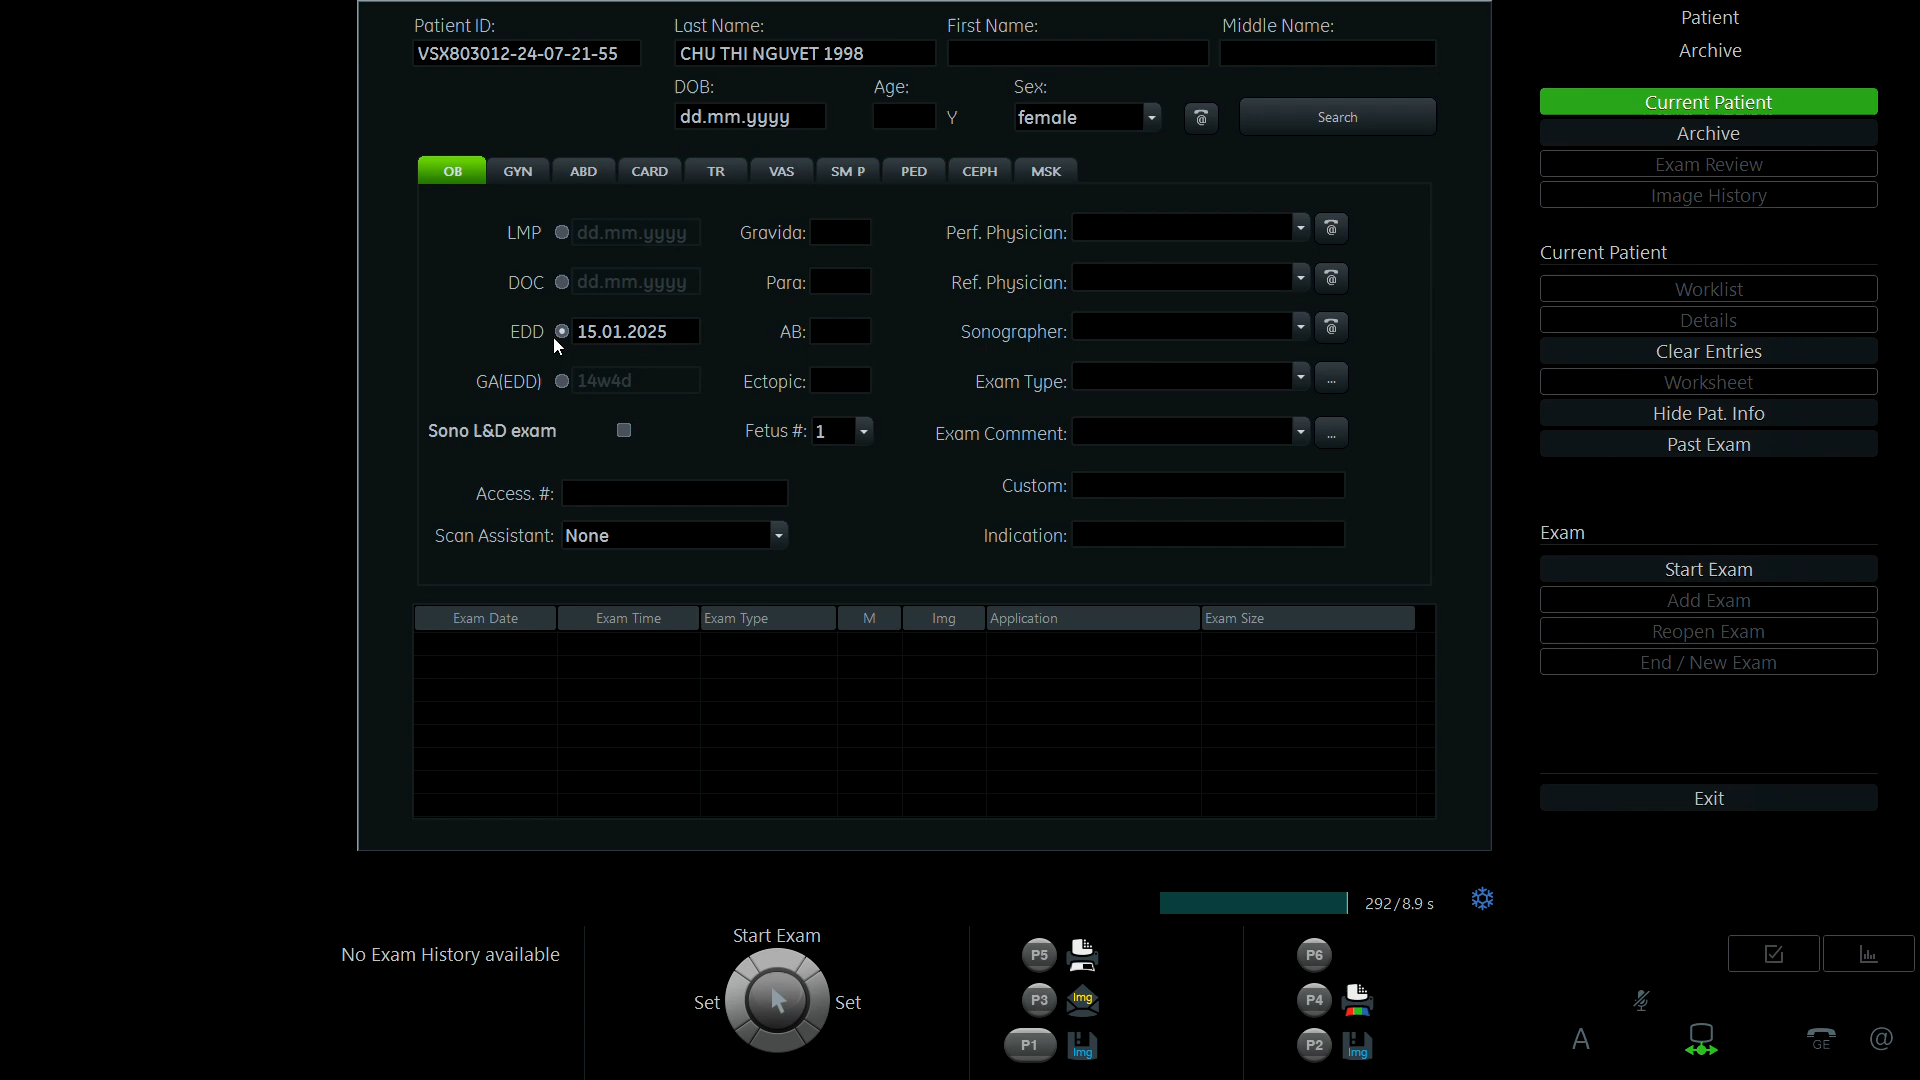 Patient ID: Last Name: First Name: Middle Name:
VSX803012-24-07-21-55 CHU THI NGUYET 1998
DOB: Age: Sex:
dd.mm.yyyy Y female @ Search
OB GYN ABD CARD TR VAS SM P PED CEPH MSK
LMP dd.mm.yyyy Gravida: Perf. Physician: @
DOC dd.mm.yyyy Para: Ref. Physician: @
EDD 15.01.2025 AB: Sonographer: @
GA(EDD) 14w4d Ectopic: Exam Type: ...
Sono L&D exam Fetus #: 1 Exam Comment: ...
Access. #: Custom:
Scan Assistant: None Indication:
Exam Date Exam Time Exam Type M Img Application Exam Size
Patient
Archive
Current Patient
Archive
Exam Review
Image History
Current Patient
Worklist
Details
Clear Entries
Worksheet
Hide Pat. Info
Past Exam
Exam
Start Exam
Add Exam
Reopen Exam
End / New Exam
Exit
292/8.9 s
No Exam History available
Start Exam
Set Set
P5 P6
P3 Img P4
P1 Img P2 Img
A GE @